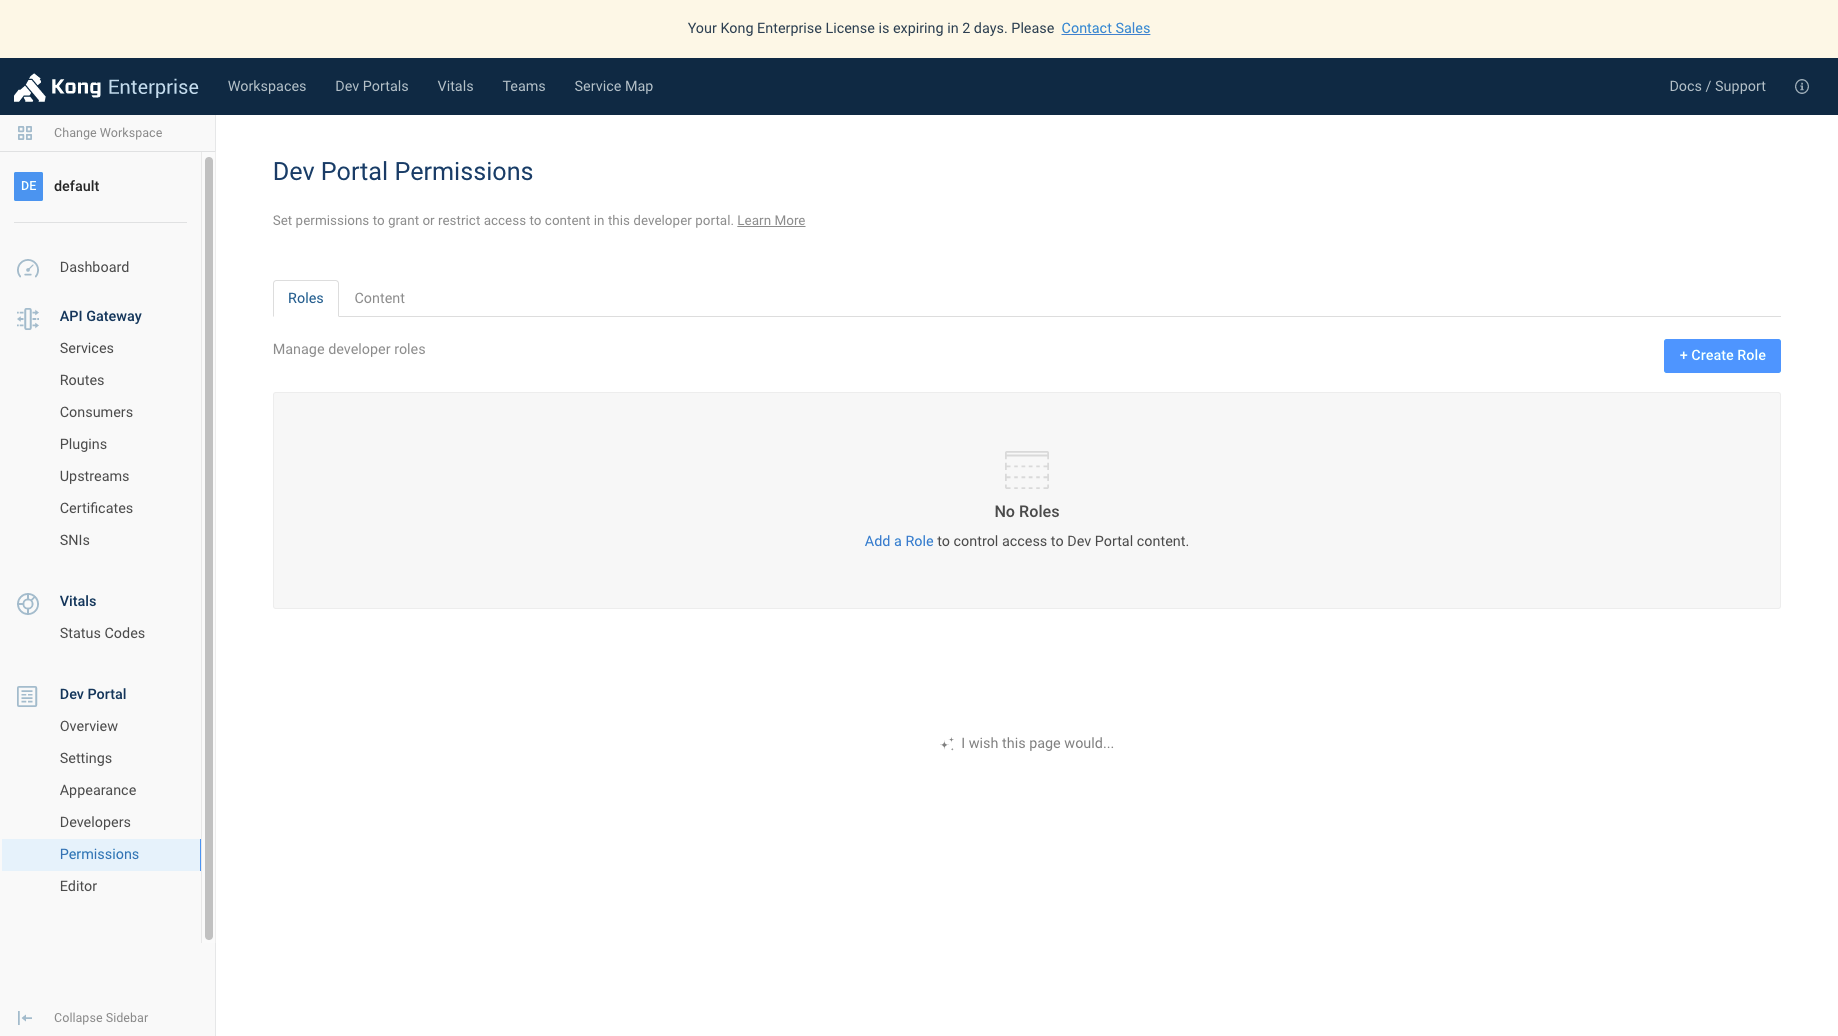 Your Kong Enterprise License is expiring in 2 days. Please Contact Sales
Kong Enterprise Workspaces Dev Portals Vitals Teams Service Map Docs / Support
Change Workspace
DE default
Dashboard
API Gateway
Services
Routes
Consumers
Plugins
Upstreams
Certificates
SNIs
Vitals
Status Codes
Dev Portal
Overview
Settings
Appearance
Developers
Permissions
Editor
Collapse Sidebar
Dev Portal Permissions
Set permissions to grant or restrict access to content in this developer portal. Learn More
Roles Content
Manage developer roles
+ Create Role
No Roles
Add a Role to control access to Dev Portal content.
I wish this page would...